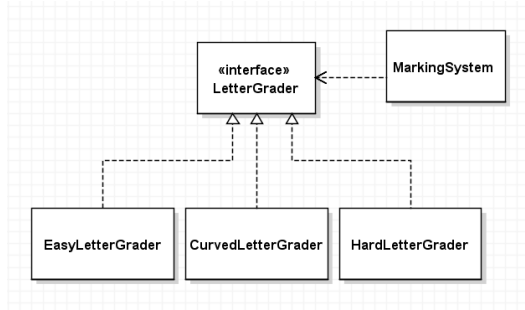 «interface»
LetterGrader
MarkingSystem
EasyLetterGrader
CurvedLetterGrader
HardLetterGrader